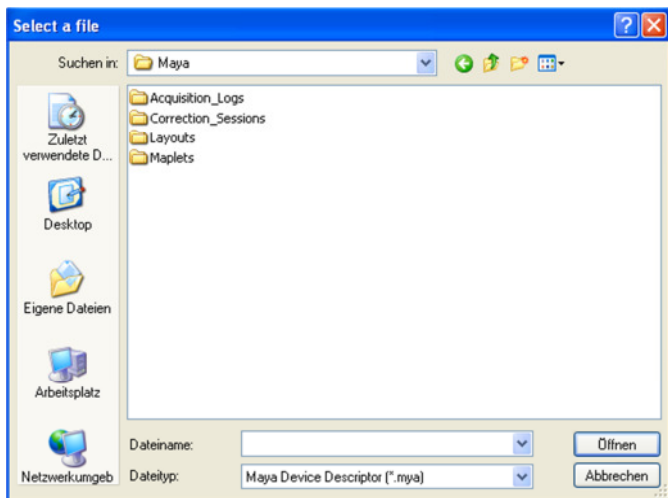 Select a file
Suchen in:
Maya
Zuletzt
verwendete D...
Desktop
Eigene Dateien
Arbeitsplatz
Netzwerkumgeb
Acquisition_Logs
Correction_Sessions
Layouts
Maplets
Dateiname:
Öffnen
Dateityp:
Maya Device Descriptor (*.mya)
Abbrechen